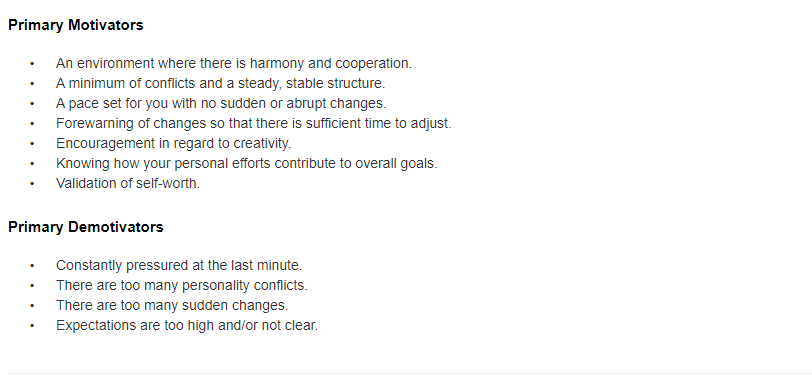 Primary Motivators
• An environment where there is harmony and cooperation.
• A minimum of conflicts and a steady, stable structure.
• A pace set for you with no sudden or abrupt changes.
• Forewarning of changes so that there is sufficient time to adjust.
• Encouragement in regard to creativity.
• Knowing how your personal efforts contribute to overall goals.
• Validation of self-worth.
Primary Demotivators
• Constantly pressured at the last minute.
• There are too many personality conflicts.
• There are too many sudden changes.
• Expectations are too high and/or not clear.